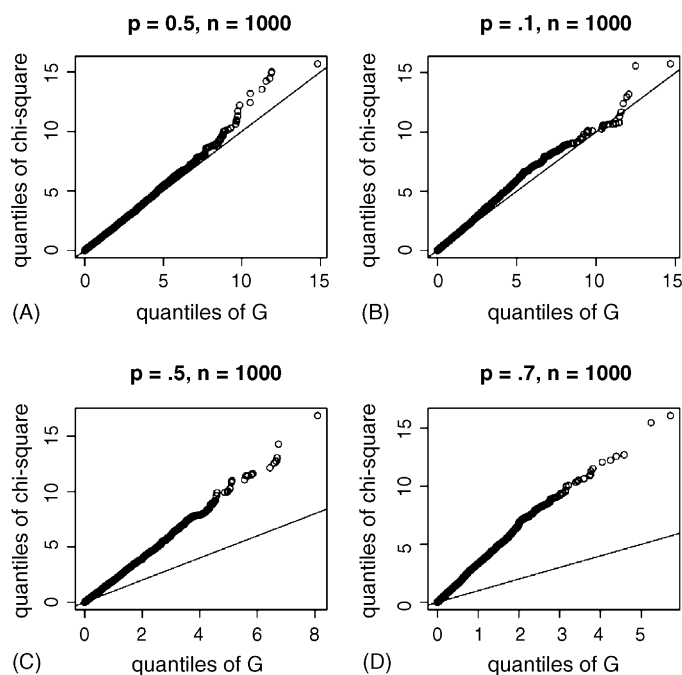 p = 0.5, n = 1000
quantiles of chi-square
15
10
5
0
0 5 10 15
(A) quantiles of G
p = .1, n = 1000
quantiles of chi-square
15
10
5
0
0 5 10 15
(B) quantiles of G
p = .5, n = 1000
quantiles of chi-square
15
10
5
0
0 2 4 6 8
(C) quantiles of G
p = .7, n = 1000
quantiles of chi-square
15
10
5
0
0 1 2 3 4 5
(D) quantiles of G